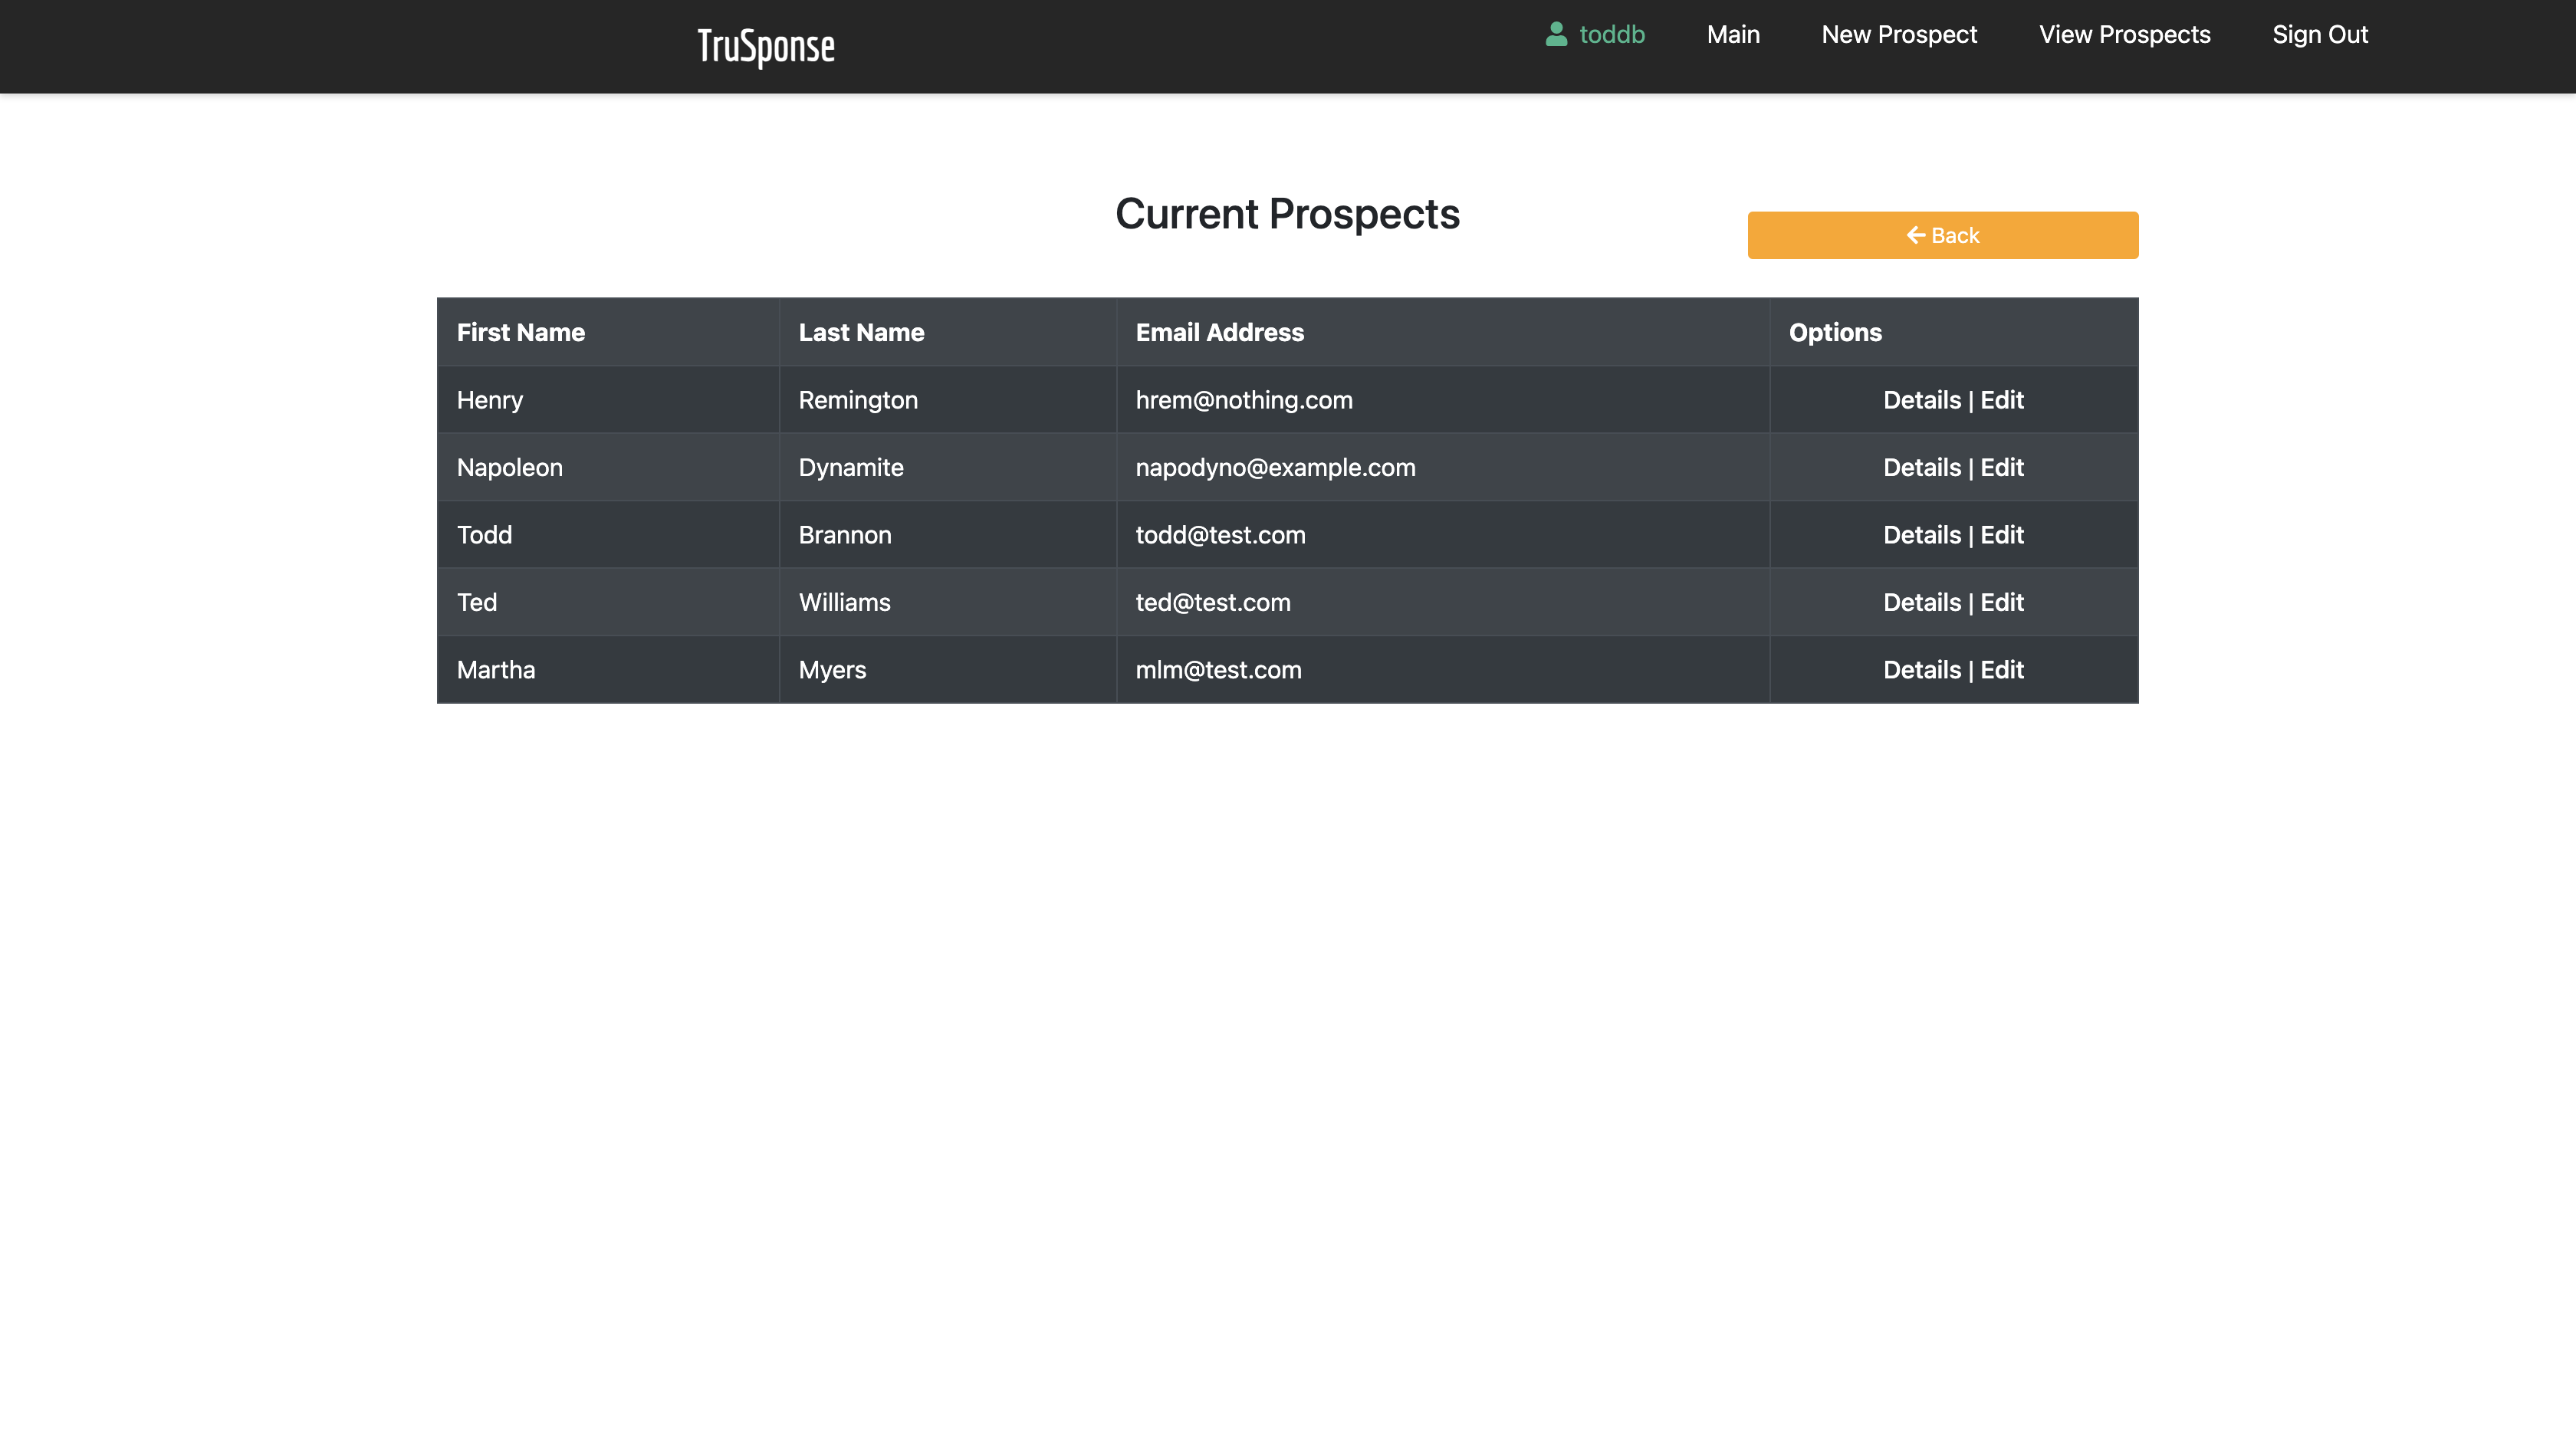 TruSponse toddb Main New Prospect View Prospects Sign Out
Current Prospects
Back
First Name Last Name Email Address Options
Henry Remington hrem@nothing.com Details | Edit
Napoleon Dynamite napodyno@example.com Details | Edit
Todd Brannon todd@test.com Details | Edit
Ted Williams ted@test.com Details | Edit
Martha Myers mlm@test.com Details | Edit